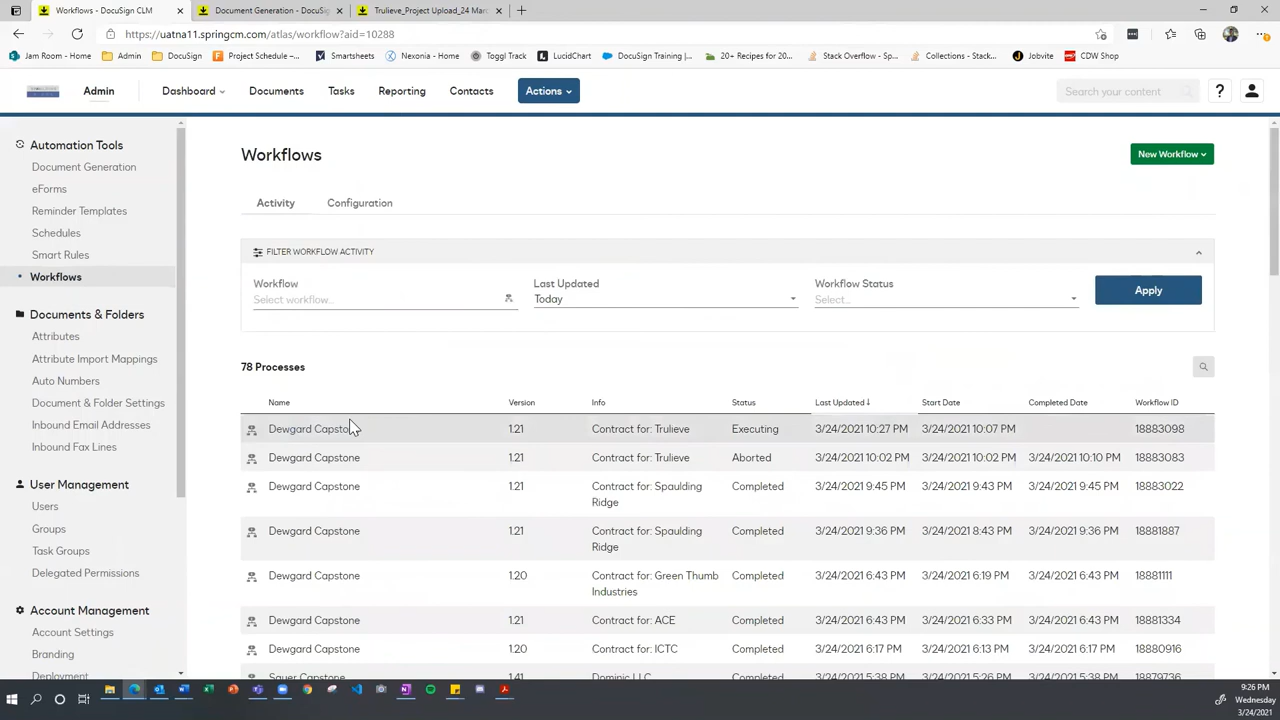 Workflows - DocuSign CLM
Document Generation - DocuSig
Trulieve_Project Upload_24 Marc
https://uatna11.springcm.com/atlas/workflow?aid=10288
Jam Room - Home Admin DocuSign Project Schedule -... Smartsheets Nexonia - Home Toggl Track LucidChart DocuSign Training |... 20+ Recipes for 20... Stack Overflow - Sp... Collections - Stack... Jobvite CDW Shop
Admin Dashboard Documents Tasks Reporting Contacts Actions Search your content ?
Automation Tools
Document Generation
eForms
Reminder Templates
Schedules
Smart Rules
Workflows
Documents & Folders
Attributes
Attribute Import Mappings
Auto Numbers
Document & Folder Settings
Inbound Email Addresses
Inbound Fax Lines
User Management
Users
Groups
Task Groups
Delegated Permissions
Account Management
Account Settings
Branding
Deployment
Workflows
New Workflow
Activity Configuration
FILTER WORKFLOW ACTIVITY
Workflow Last Updated Workflow Status
Select workflow... Today Select... Apply
78 Processes
Name Version Info Status Last Updated↓ Start Date Completed Date Workflow ID
Dewgard Capstone 1.21 Contract for: Trulieve Executing 3/24/2021 10:27 PM 3/24/2021 10:07 PM 18883098
Dewgard Capstone 1.21 Contract for: Trulieve Aborted 3/24/2021 10:02 PM 3/24/2021 10:02 PM 3/24/2021 10:10 PM 18883083
Dewgard Capstone 1.21 Contract for: Spaulding Completed 3/24/2021 9:45 PM 3/24/2021 9:43 PM 3/24/2021 9:45 PM 18883022
Ridge
Dewgard Capstone 1.21 Contract for: Spaulding Completed 3/24/2021 9:36 PM 3/24/2021 8:43 PM 3/24/2021 9:36 PM 18881887
Ridge
Dewgard Capstone 1.20 Contract for: Green Thumb Completed 3/24/2021 6:43 PM 3/24/2021 6:19 PM 3/24/2021 6:43 PM 18881111
Industries
Dewgard Capstone 1.21 Contract for: ACE Completed 3/24/2021 6:43 PM 3/24/2021 6:33 PM 3/24/2021 6:43 PM 18881334
Dewgard Capstone 1.20 Contract for: ICTC Completed 3/24/2021 6:17 PM 3/24/2021 6:13 PM 3/24/2021 6:17 PM 18880916
Sauer Capstone 1.41 Dominic LLC Completed 3/24/2021 5:38 PM 3/24/2021 5:26 PM 3/24/2021 5:38 PM 18879736
9:26 PM
Wednesday
3/24/2021